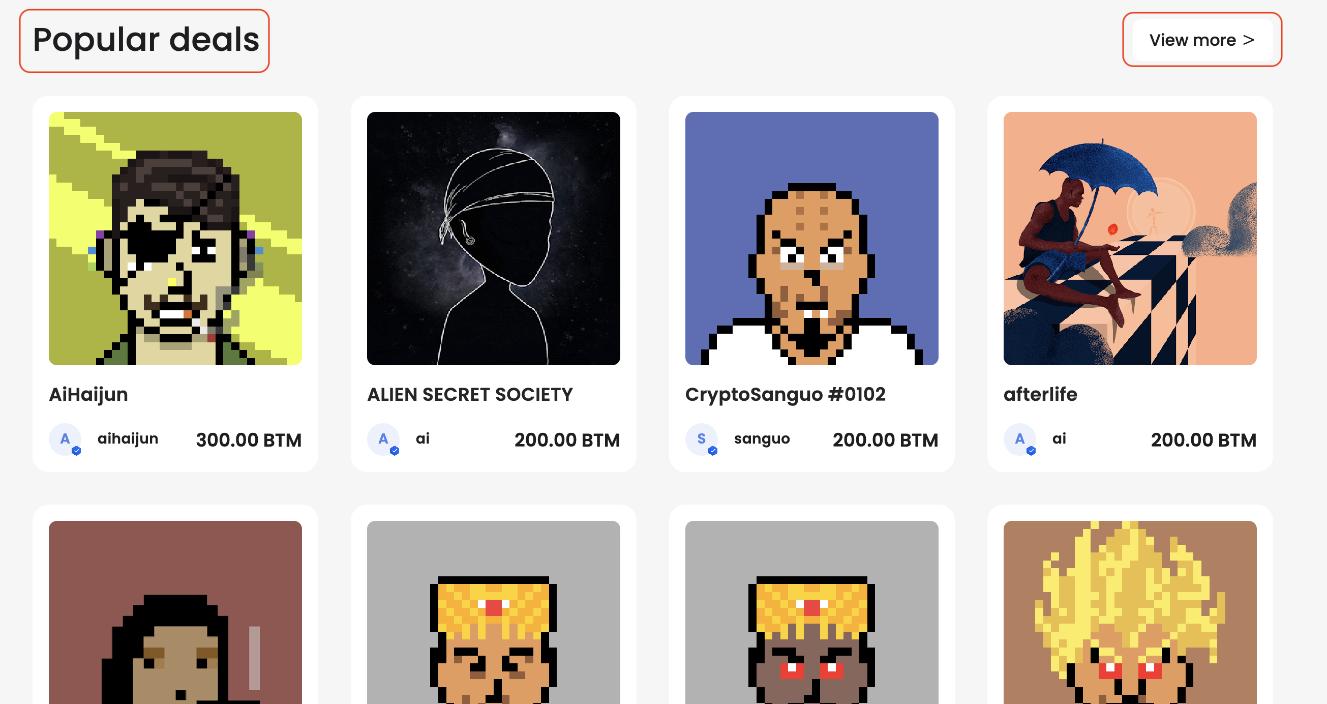 Popular deals
View more >
AiHaijun
A aihaijun 300.00 BTM
ALIEN SECRET SOCIETY
A ai 200.00 BTM
CryptoSanguo #0102
S sanguo 200.00 BTM
afterlife
A ai 200.00 BTM